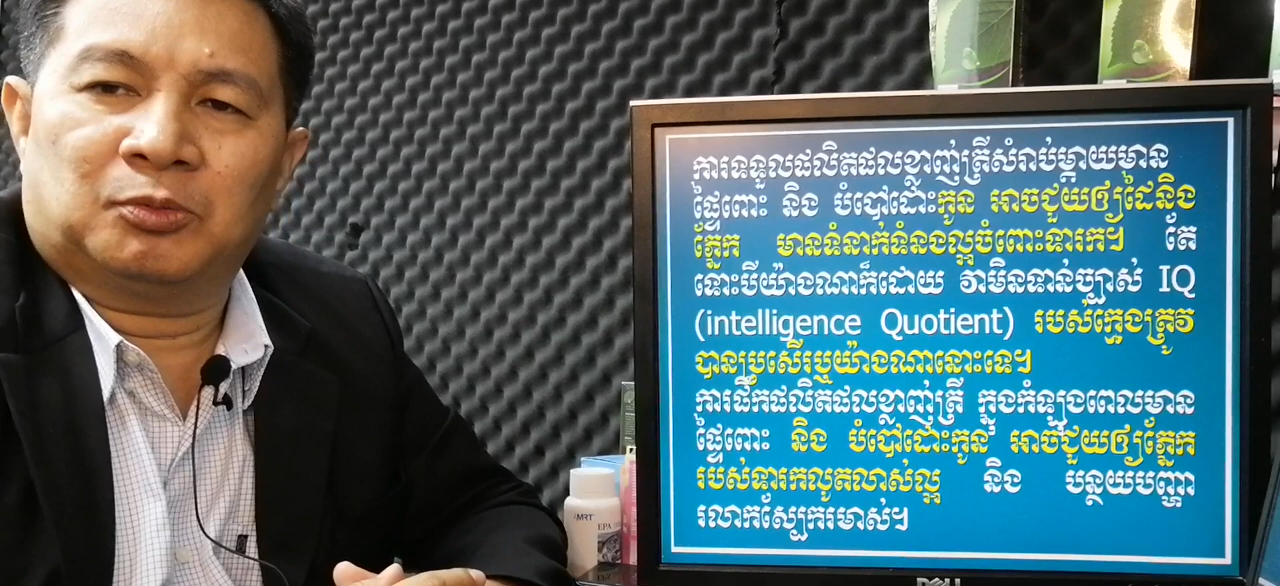 ការទទួលផលិតផលខ្លាញ់ត្រីសំរាប់ម្តាយមាន
ផ្ទៃពោះ និង បំបៅដោះកូន អាចជួយឲ្យដៃនិង
ភ្នែក មានទំនាក់ទំនងល្អចំពោះទារក។ តែ
ទោះបីយ៉ាងណាក៏ដោយ វាមិនទាន់ច្បាស់ IQ
(intelligence Quotient) របស់ក្មេងត្រូវ
បានប្រសើរឬយ៉ាងណានោះទេ។
ការផឹកផលិតផលខ្លាញ់ត្រី ក្នុងកំឡុងពេលមាន
ផ្ទៃពោះ និង បំបៅដោះកូន អាចជួយឲ្យភ្នែក
របស់ទារកលូតលាស់ល្អ និង បន្ថយបញ្ហា
រលាកស្បែករមាស់។
MRT
EPA
DELL